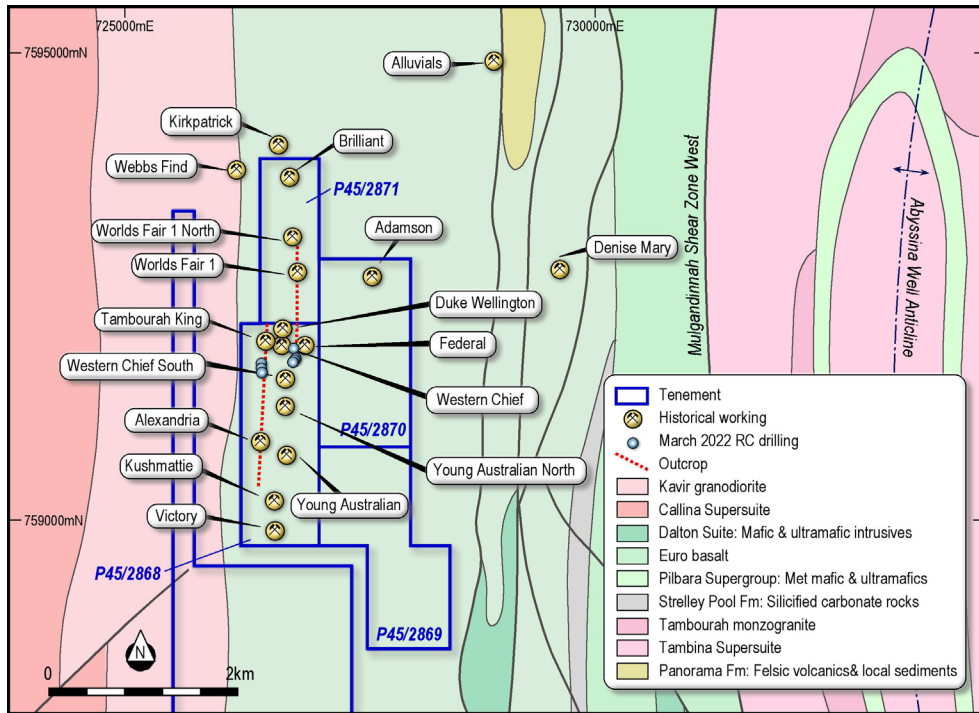 725000mE
730000mE
7595000mN
Alluvials
Kirkpatrick
Brilliant
Webbs Find
P45/2871
Worlds Fair 1 North
Adamson
Denise Mary
Worlds Fair 1
Mulgandinnah Shear Zone West
Abyssina Well Anticline
Duke Wellington
Tambourah King
Federal
Western Chief South
Western Chief
Alexandria
P45/2870
Young Australian North
Kushmattie
Young Australian
Victory
759000mN
P45/2868
P45/2869
N
0
2km
Tenement
Historical working
March 2022 RC drilling
Outcrop
Kavir granodiorite
Callina Supersuite
Dalton Suite: Mafic & ultramafic intrusives
Euro basalt
Pilbara Supergroup: Met mafic & ultramafics
Strelley Pool Fm: Silicified carbonate rocks
Tambourah monzogranite
Tambina Supersuite
Panorama Fm: Felsic volcanics& local sediments